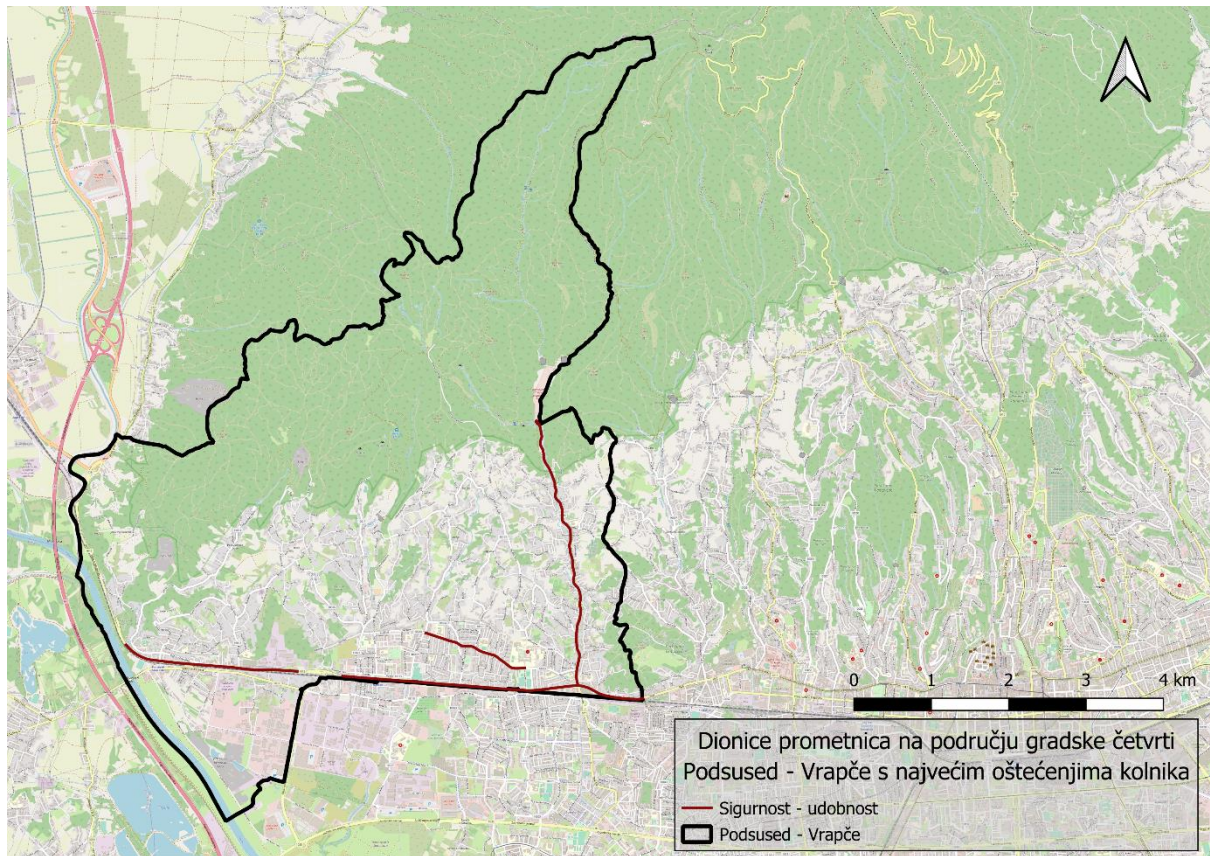 0 1 2 3 4 km
Dionice prometnica na području gradske četvrti
Podsused - Vrapče s najvećim oštećenjima kolnika
Sigurnost - udobnost
Podsused - Vrapče